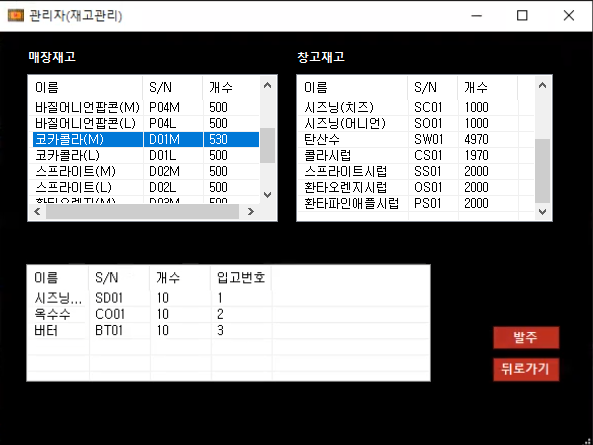 관리자(재고관리)
매장재고
이름 S/N 개수
바질어니언팝콘(M) P04M 500
바질어니언팝콘(L) P04L 500
코카콜라(M) D01M 530
코카콜라(L) D01L 500
스프라이트(M) D02M 500
스프라이트(L) D02L 500
환타오렌지(M) D03M 500
창고재고
이름 S/N 개수
시즈닝(치즈) SC01 1000
시즈닝(어니언) SO01 1000
탄산수 SW01 4970
콜라시럽 CS01 1970
스프라이트시럽 SS01 2000
환타오렌지시럽 OS01 2000
환타파인애플시럽 PS01 2000
이름 S/N 개수 입고번호
시즈닝,,, SD01 10 1
옥수수 CO01 10 2
버터 BT01 10 3
발주
뒤로가기